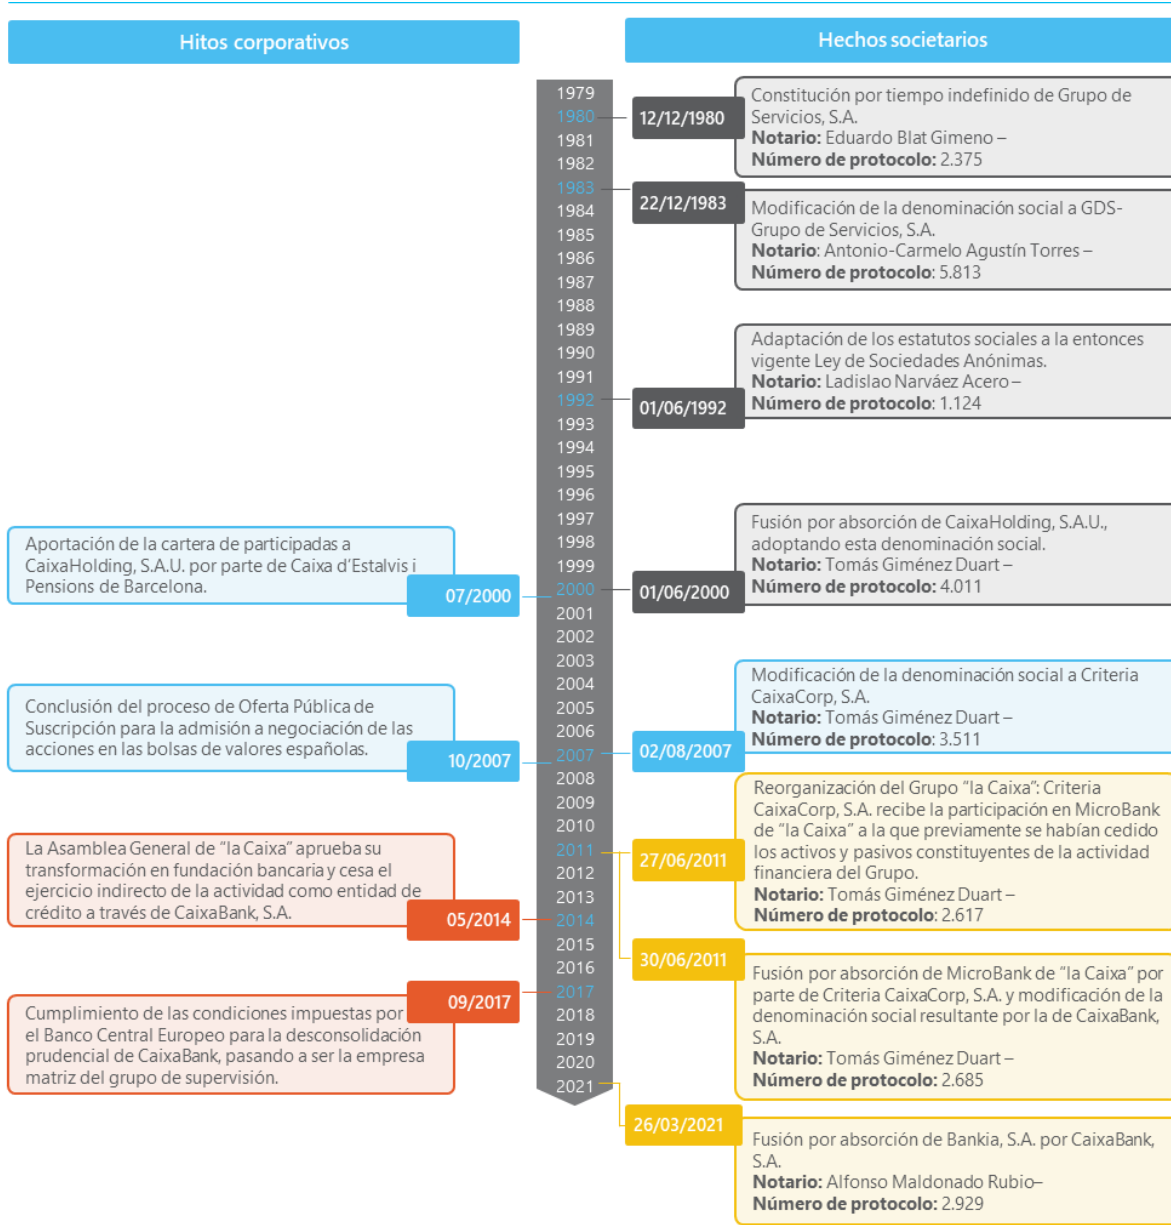 Hitos corporativos
Hechos societarios
1979
1980
1981
1982
1983
1984
1985
1986
1987
1988
1989
1990
1991
1992
1993
1994
1995
1996
1997
1998
1999
2000
2001
2002
2003
2004
2005
2006
2007
2008
2009
2010
2011
2012
2013
2014
2015
2016
2017
2018
2019
2020
2021
Aportación de la cartera de participadas a
CaixaHolding, S.A.U. por parte de Caixa d'Estalvis i
Pensions de Barcelona.
07/2000
Conclusión del proceso de Oferta Pública de
Suscripción para la admisión a negociación de las
acciones en las bolsas de valores españolas.
10/2007
La Asamblea General de “la Caixa” aprueba su
transformación en fundación bancaria y cesa el
ejercicio indirecto de la actividad como entidad de
crédito a través de CaixaBank, S.A.
05/2014
09/2017
Cumplimiento de las condiciones impuestas por
el Banco Central Europeo para la desconsolidación
prudencial de CaixaBank, pasando a ser la empresa
matriz del grupo de supervisión.
12/12/1980
Constitución por tiempo indefinido de Grupo de
Servicios, S.A.
Notario: Eduardo Blat Gimeno –
Número de protocolo: 2.375
22/12/1983
Modificación de la denominación social a GDS-
Grupo de Servicios, S.A.
Notario: Antonio-Carmelo Agustín Torres –
Número de protocolo: 5.813
Adaptación de los estatutos sociales a la entonces
vigente Ley de Sociedades Anónimas.
Notario: Ladislao Narváez Acero –
Número de protocolo: 1.124
01/06/1992
Fusión por absorción de CaixaHolding, S.A.U.,
adoptando esta denominación social.
Notario: Tomás Giménez Duart –
Número de protocolo: 4.011
01/06/2000
Modificación de la denominación social a Criteria
CaixaCorp, S.A.
Notario: Tomás Giménez Duart –
Número de protocolo: 3.511
02/08/2007
Reorganización del Grupo “la Caixa”: Criteria
CaixaCorp, S.A. recibe la participación en MicroBank
de “la Caixa” a la que previamente se habían cedido
los activos y pasivos constituyentes de la actividad
financiera del Grupo.
Notario: Tomás Giménez Duart –
Número de protocolo: 2.617
27/06/2011
30/06/2011
Fusión por absorción de MicroBank de “la Caixa” por
parte de Criteria CaixaCorp, S.A. y modificación de la
denominación social resultante por la de CaixaBank,
S.A.
Notario: Tomás Giménez Duart –
Número de protocolo: 2.685
26/03/2021
Fusión por absorción de Bankia, S.A. por CaixaBank,
S.A.
Notario: Alfonso Maldonado Rubio–
Número de protocolo: 2.929